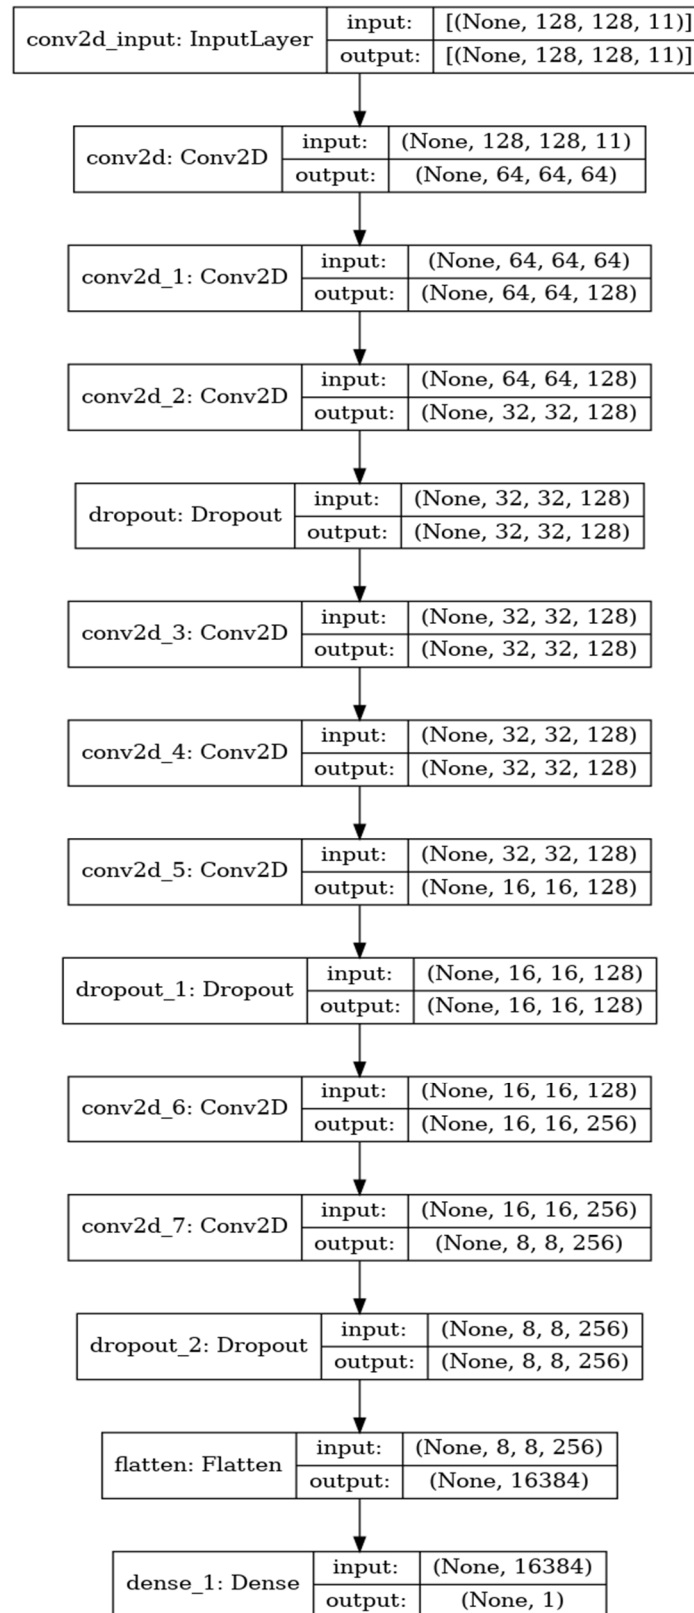 conv2d_input: InputLayer
input: [(None, 128, 128, 11)]
output: [(None, 128, 128, 11)]
conv2d: Conv2D
input: (None, 128, 128, 11)
output: (None, 64, 64, 64)
conv2d_1: Conv2D
input: (None, 64, 64, 64)
output: (None, 64, 64, 128)
conv2d_2: Conv2D
input: (None, 64, 64, 128)
output: (None, 32, 32, 128)
dropout: Dropout
input: (None, 32, 32, 128)
output: (None, 32, 32, 128)
conv2d_3: Conv2D
input: (None, 32, 32, 128)
output: (None, 32, 32, 128)
conv2d_4: Conv2D
input: (None, 32, 32, 128)
output: (None, 32, 32, 128)
conv2d_5: Conv2D
input: (None, 32, 32, 128)
output: (None, 16, 16, 128)
dropout_1: Dropout
input: (None, 16, 16, 128)
output: (None, 16, 16, 128)
conv2d_6: Conv2D
input: (None, 16, 16, 128)
output: (None, 16, 16, 256)
conv2d_7: Conv2D
input: (None, 16, 16, 256)
output: (None, 8, 8, 256)
dropout_2: Dropout
input: (None, 8, 8, 256)
output: (None, 8, 8, 256)
flatten: Flatten
input: (None, 8, 8, 256)
output: (None, 16384)
dense_1: Dense
input: (None, 16384)
output: (None, 1)